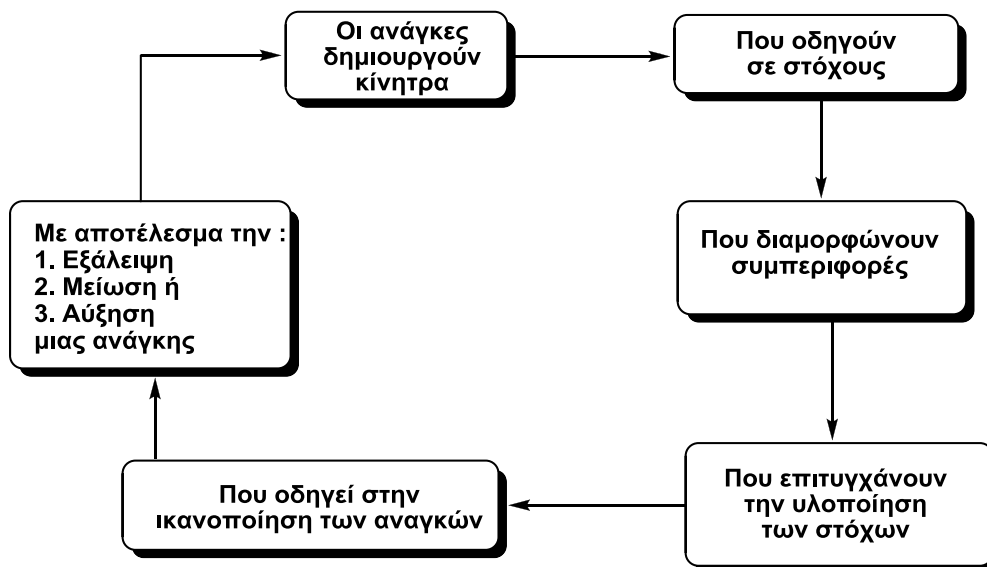 Οι ανάγκες
δημιουργούν
κίνητρα
Που οδηγούν
σε στόχους
Που διαμορφώνουν
συμπεριφορές
Που επιτυγχάνουν
την υλοποίηση
των στόχων
Που οδηγεί στην
ικανοποίηση των αναγκών
Με αποτέλεσμα την :
1. Εξάλειψη
2. Μείωση ή
3. Αύξηση
μιας ανάγκης